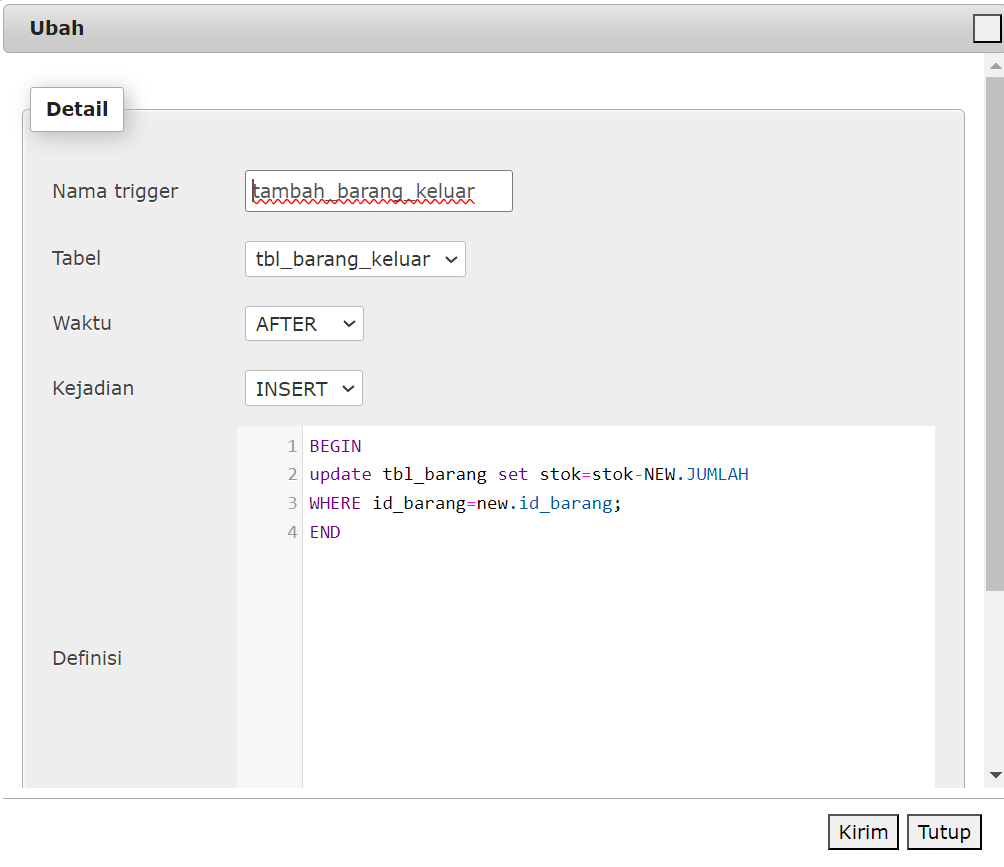 Ubah
Detail
Nama trigger tambah_barang_keluar
Tabel tbl_barang_keluar
Waktu AFTER
Kejadian INSERT
1 BEGIN
2 update tbl_barang set stok=stok-NEW.JUMLAH
3 WHERE id_barang=new.id_barang;
4 END
Definisi
Kirim Tutup